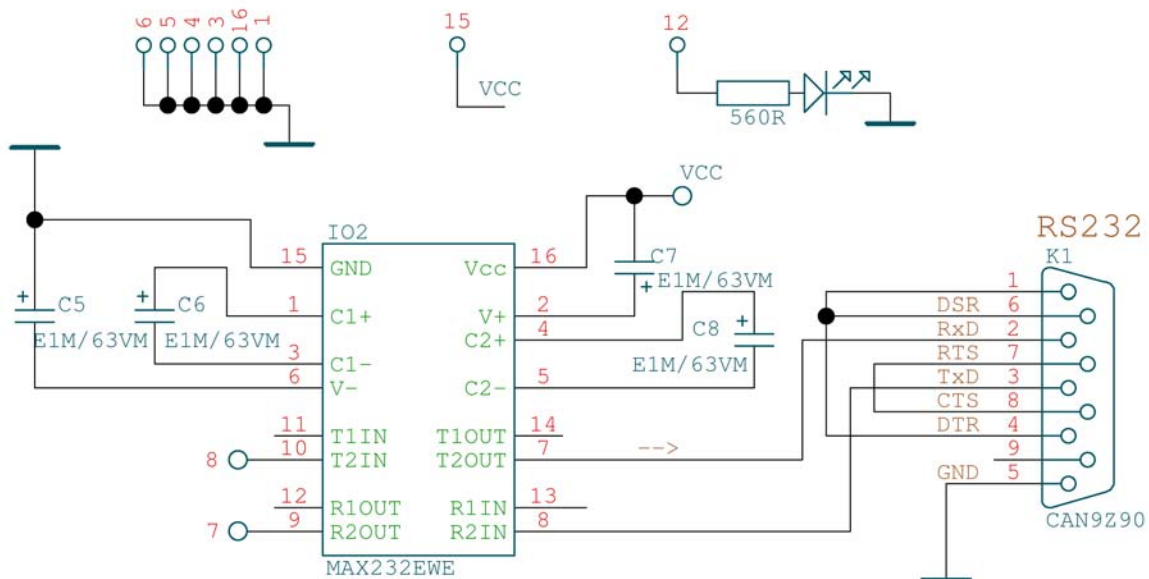 6 5 4 3 16 1
15
VCC
12
560R
VCC
RS232
K1
IO2
15 GND Vcc 16
1 C1+ V+ 2
C2+ 4
3 C1-
6 V- C2- 5
11 T1IN T1OUT 14
10 T2IN T2OUT 7
12 R1OUT R1IN 13
9 R2OUT R2IN 8
MAX232EWE
+ C5
E1M/63VM
+ C6
E1M/63VM
C7
E1M/63VM
+
+
C8
E1M/63VM
8
7
-->
1
DSR 6
RxD 2
RTS 7
TxD 3
CTS 8
DTR 4
9
GND 5
CAN9Z90